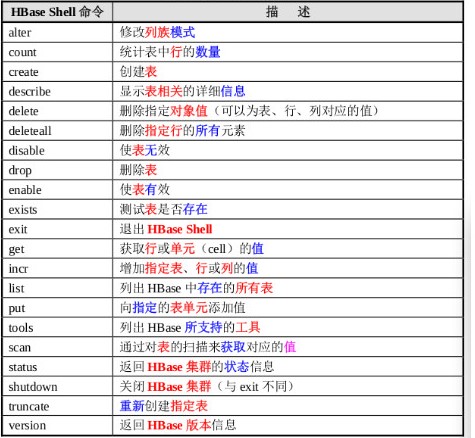 HBase Shell 命令 描 述
alter 修改列族模式
count 统计表中行的数量
create 创建表
describe 显示表相关的详细信息
delete 删除指定对象值（可以为表、行、列对应的值）
deleteall 删除指定行的所有元素
disable 使表无效
drop 删除表
enable 使表有效
exists 测试表是否存在
exit 退出 HBase Shell
get 获取行或单元（cell）的值
incr 增加指定表、行或列的值
list 列出 HBase 中存在的所有表
put 向指定的表单元添加值
tools 列出 HBase 所支持的工具
scan 通过对表的扫描来获取对应的值
status 返回 HBase 集群的状态信息
shutdown 关闭 HBase 集群（与 exit 不同）
truncate 重新创建指定表
version 返回 HBase 版本信息